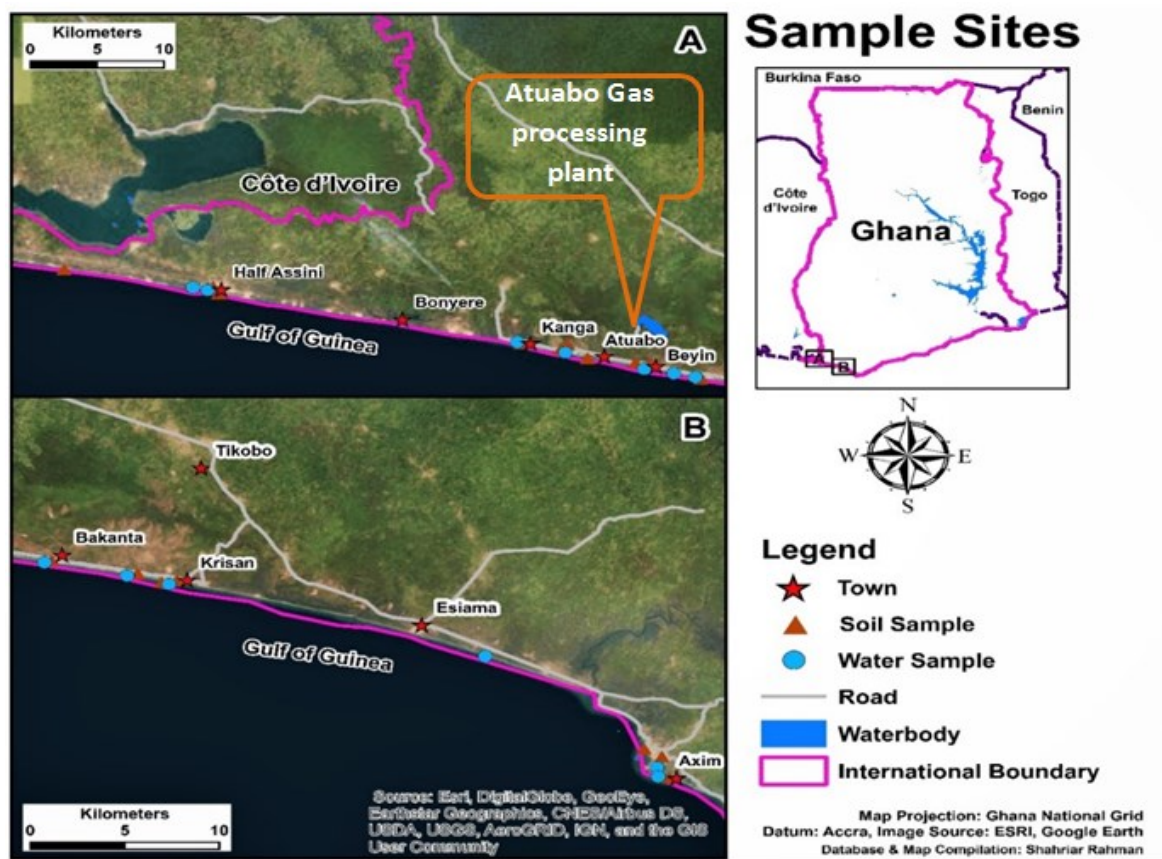 Kilometers
0 5 10
A
Atuabo Gas
processing
plant
Côte d'Ivoire
Half Assini
Bonyere
Kanga
Atuabo
Beyin
Gulf of Guinea
B
Tikobo
Bakanta
Krisan
Esiama
Gulf of Guinea
Axim
Kilometers
0 5 10
Source: Esri, DigitalGlobe, GeoEye,
Earthstar Geographics, CNES/Airbus DS,
USDA, USGS, AeroGRID, IGN, and the GIS
User Community
Sample Sites
Burkina Faso
Benin
Côte
d'Ivoire
Togo
Ghana
A
B
N
W E
S
Legend
Town
Soil Sample
Water Sample
Road
Waterbody
International Boundary
Map Projection: Ghana National Grid
Datum: Accra, Image Source: ESRI, Google Earth
Database & Map Compilation: Shahriar Rahman